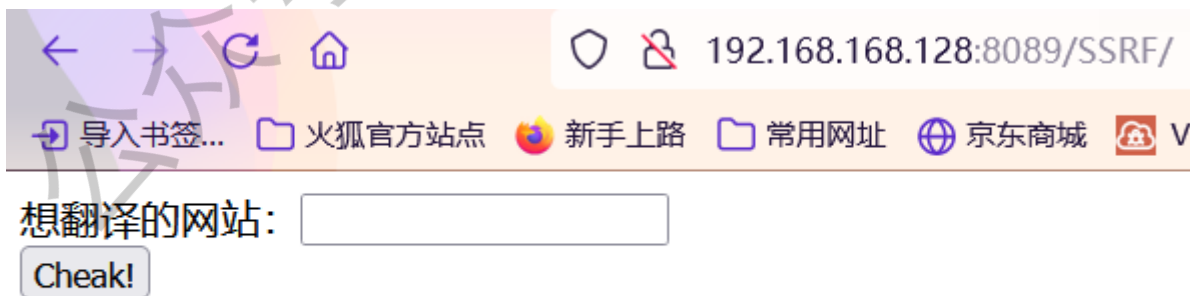 192.168.168.128:8089/SSRF/
导入书签... 火狐官方站点 新手上路 常用网址 京东商城 V
想翻译的网站：
Cheak!